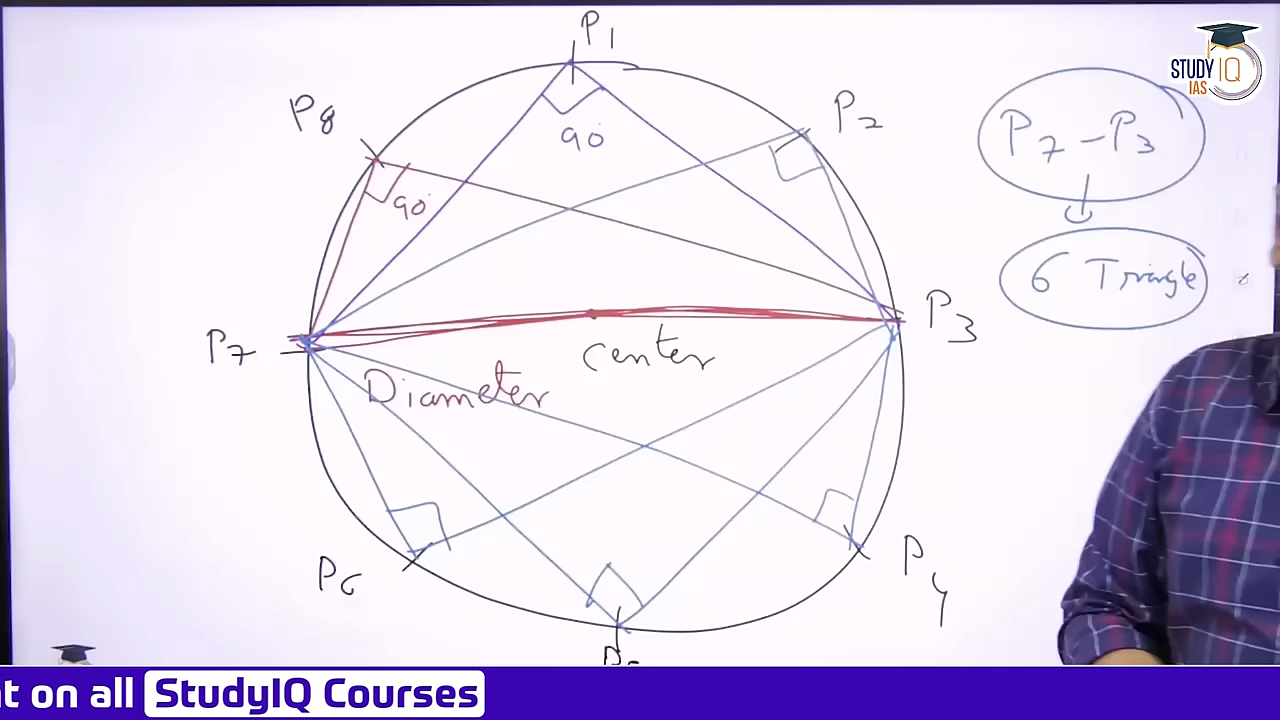 P1
P8
P2
90°
90°
P7
P3
center
Diameter
P6
P4
P7 - P3
6 Triangle
STUDY IQ
IAS
t on all StudyIQ Courses